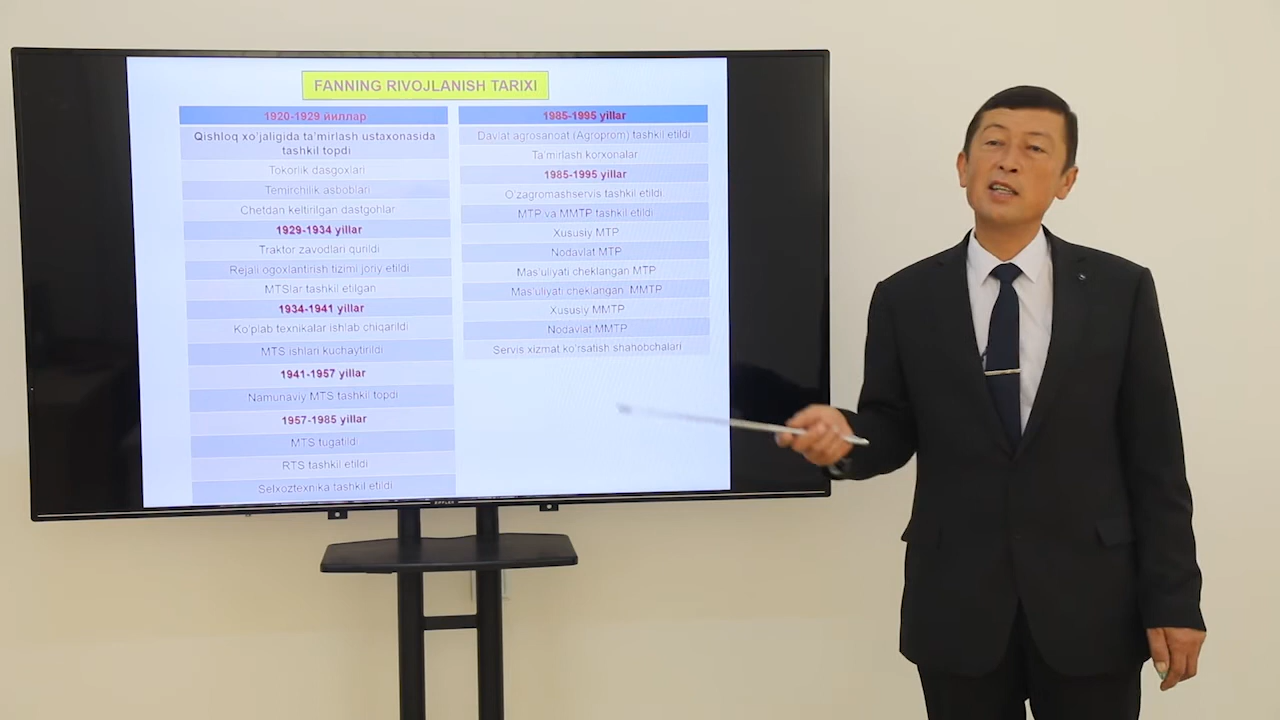 FANNING RIVOJLANISH TARIXI
1920-1929 йиллар
Qishloq xo'jaligida ta'mirlash ustaxonasida
tashkil topdi
Tokorlik dasgoxlari
Temirchilik asboblari
Chetdan keltirilgan dastgohlar
1929-1934 yillar
Traktor zavodlari qurildi
Rejali ogoxlantirish tizimi joriy etildi
MTSlar tashkil etilgan
1934-1941 yillar
Ko'plab texnikalar ishlab chiqarildi
MTS ishlari kuchaytirildi
1941-1957 yillar
Namunaviy MTS tashkil topdi
1957-1985 yillar
MTS tugatildi
RTS tashkil etildi
Selxoztexnika tashkil etildi
1985-1995 yillar
Davlat agrosanoat (Agroprom) tashkil etildi
Ta'mirlash korxonalar
1985-1995 yillar
O'zagromashservis tashkil etildi
MTP va MMTP tashkil etildi
Xususiy MTP
Nodavlat MTP
Mas'uliyati cheklangan MTP
Mas'uliyati cheklangan MMTP
Xususiy MMTP
Nodavlat MMTP
Servis xizmat ko'rsatish shahobchalari